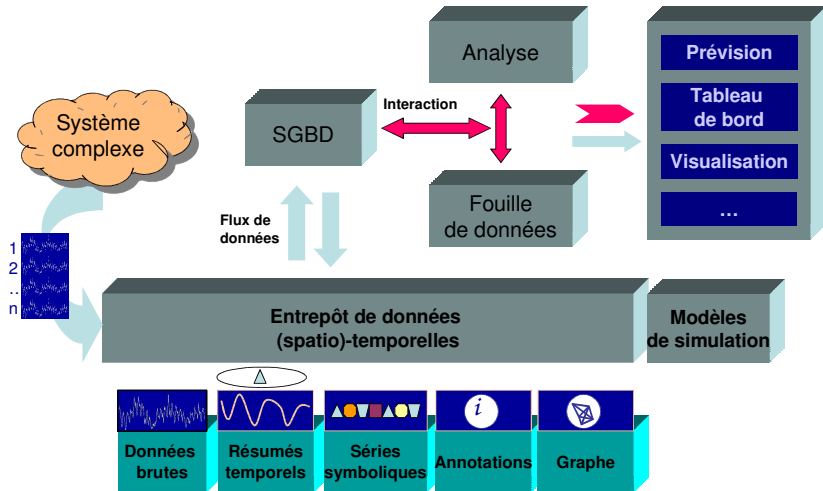 Analyse
Prévision
Tableau
de bord
Visualisation
...
Interaction
SGBD
Système
complexe
Fouille
de données
Flux de
données
1
2
..
n
Entrepôt de données
(spatio)-temporelles
Modèles
de simulation
i
Données
brutes
Résumés
temporels
Séries
symboliques
Annotations
Graphe